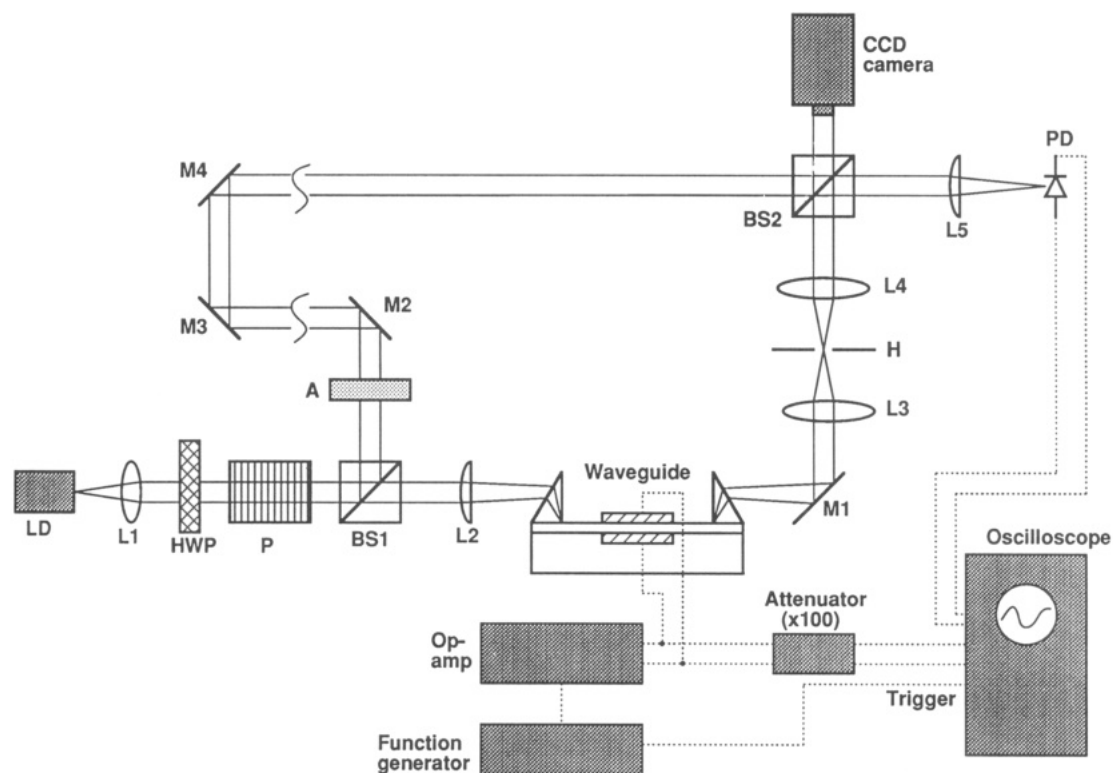 CCD
camera
M4
PD
BS2
L5
M2
L4
M3
H
A
L3
Waveguide
LD
L1
HWP
P
BS1
L2
M1
Oscilloscope
Attenuator
(x100)
Op-
amp
Trigger
Function
generator